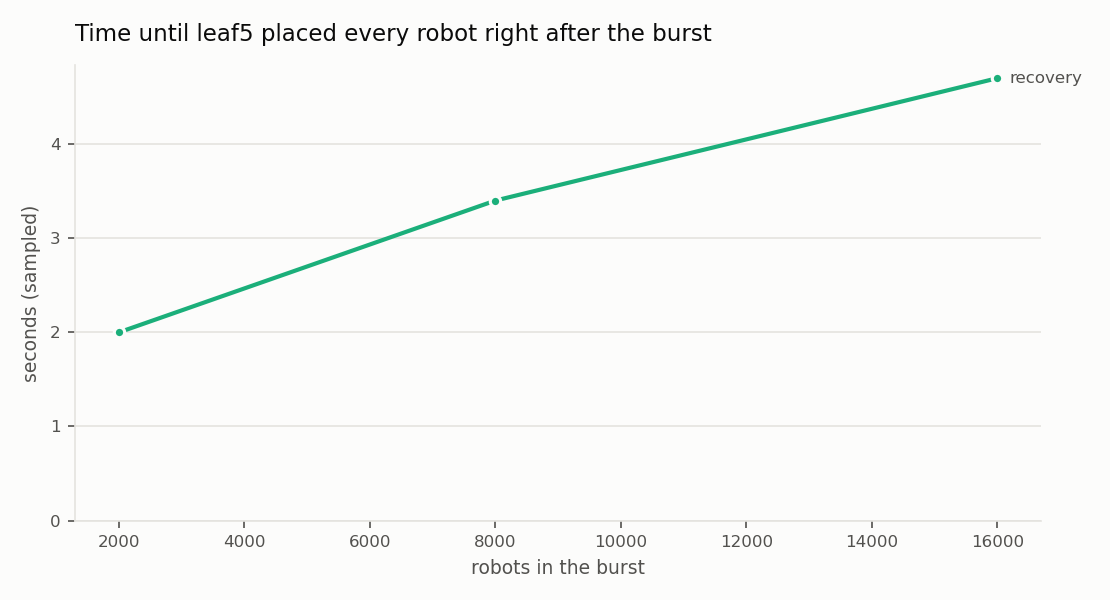 Time until leaf5 placed every robot right after the burst
recovery
4
3
2
1
0
seconds (sampled)
2000 4000 6000 8000 10000 12000 14000 16000
robots in the burst